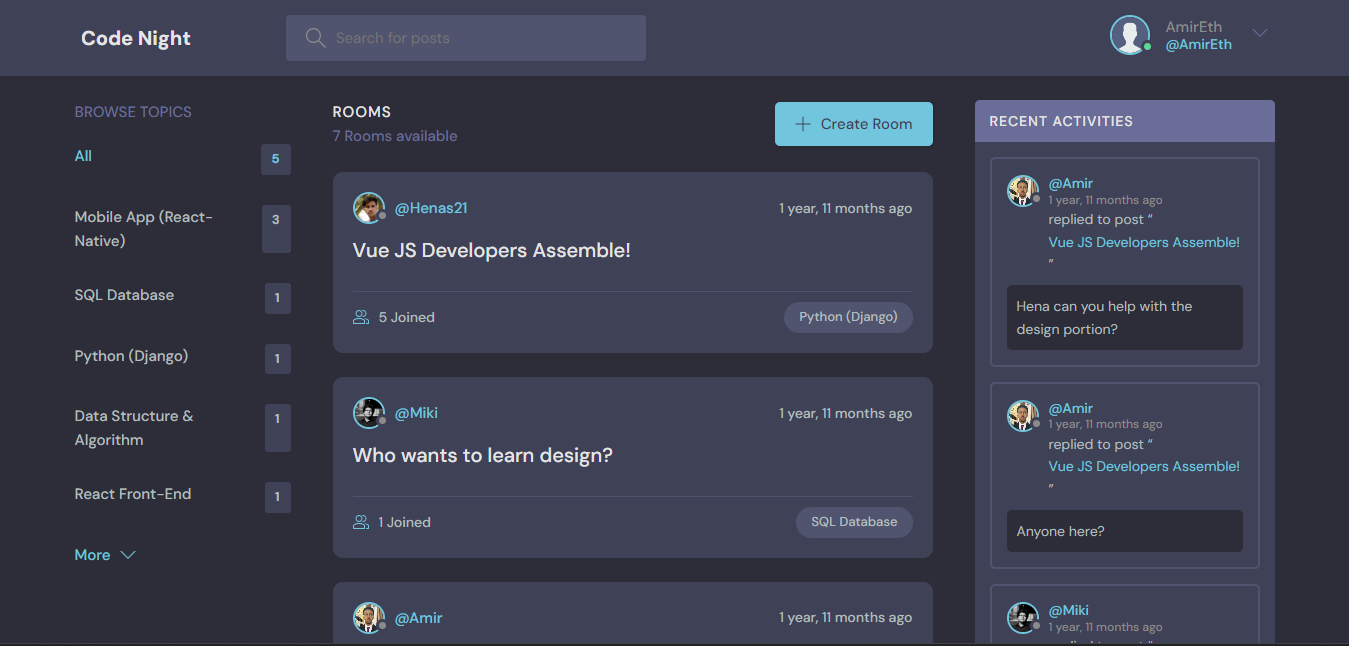 Code Night
Search for posts
AmirEth
@AmirEth
BROWSE TOPICS
All
5
Mobile App (React-
Native)
3
SQL Database
1
Python (Django)
1
Data Structure &
Algorithm
1
React Front-End
1
More
ROOMS
7 Rooms available
Create Room
@Henas21
1 year, 11 months ago
Vue JS Developers Assemble!
5 Joined
Python (Django)
@Miki
1 year, 11 months ago
Who wants to learn design?
1 Joined
SQL Database
@Amir
1 year, 11 months ago
RECENT ACTIVITIES
@Amir
1 year, 11 months ago
replied to post “
Vue JS Developers Assemble!
”
Hena can you help with the
design portion?
@Amir
1 year, 11 months ago
replied to post “
Vue JS Developers Assemble!
”
Anyone here?
@Miki
1 year, 11 months ago